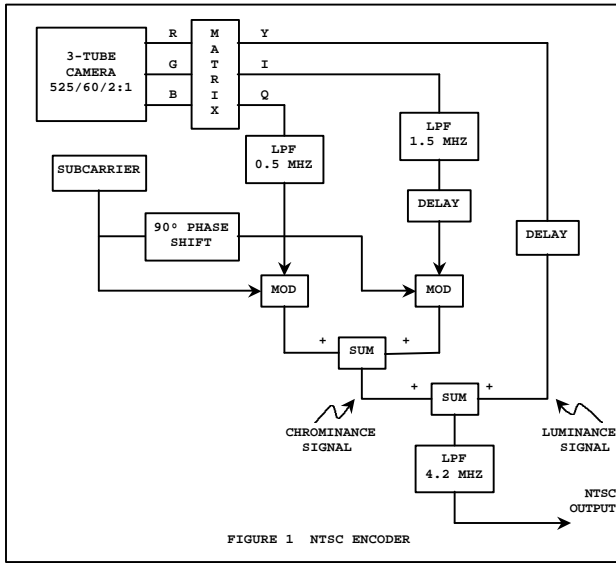 3-TUBE
CAMERA
525/60/2:1
R
G
B
M
A
T
R
I
X
Y
I
Q
LPF
0.5 MHZ
LPF
1.5 MHZ
SUBCARRIER
DELAY
90° PHASE
SHIFT
DELAY
MOD
MOD
+
+
SUM
+
+
SUM
CHROMINANCE
SIGNAL
LUMINANCE
SIGNAL
LPF
4.2 MHZ
NTSC
OUTPUT
FIGURE 1 NTSC ENCODER